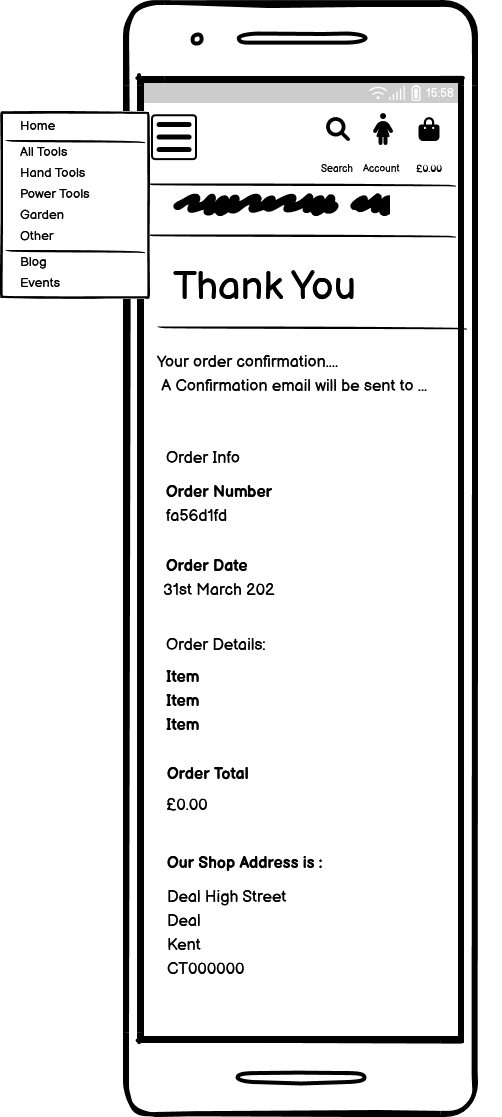 15:58
Home
All Tools
Hand Tools
Power Tools
Garden
Other
Blog
Events
Search Account £0.00
Thank You
Your order confirmation....
A Confirmation email will be sent to ...
Order Info
Order Number
fa56d1fd
Order Date
31st March 202
Order Details:
Item
Item
Item
Order Total
£0.00
Our Shop Address is :
Deal High Street
Deal
Kent
CT000000